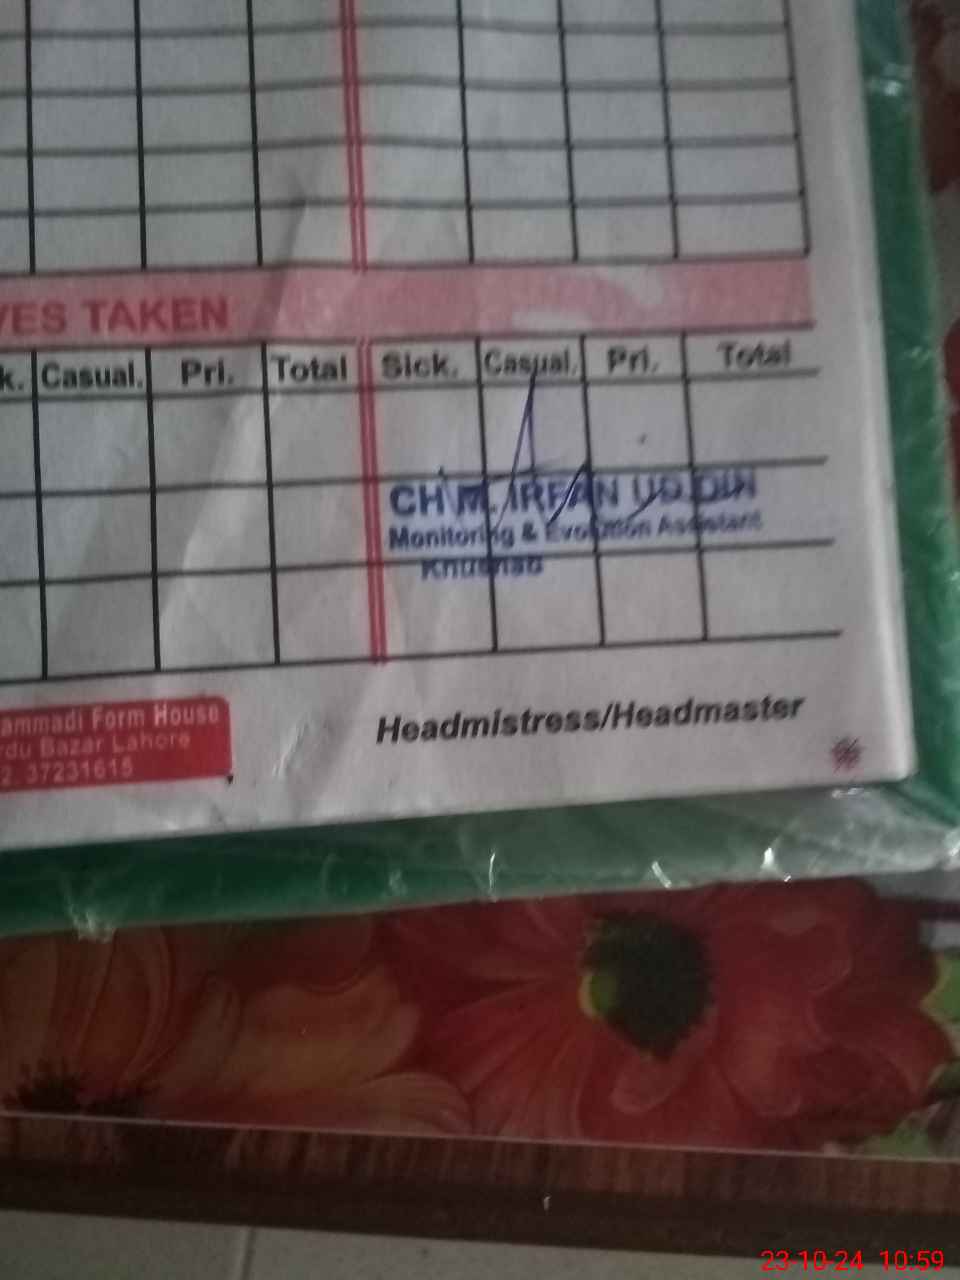 VES TAKEN
k. Casual. Pri. Total Sick. Casual. Pri. Total
CH M. IRFAN UD DIN
Monitoring & Evolution Assistant
Khushab
ammadi Form House
rdu Bazar Lahore
2. 37231615
Headmistress/Headmaster
23-10-24 10:59